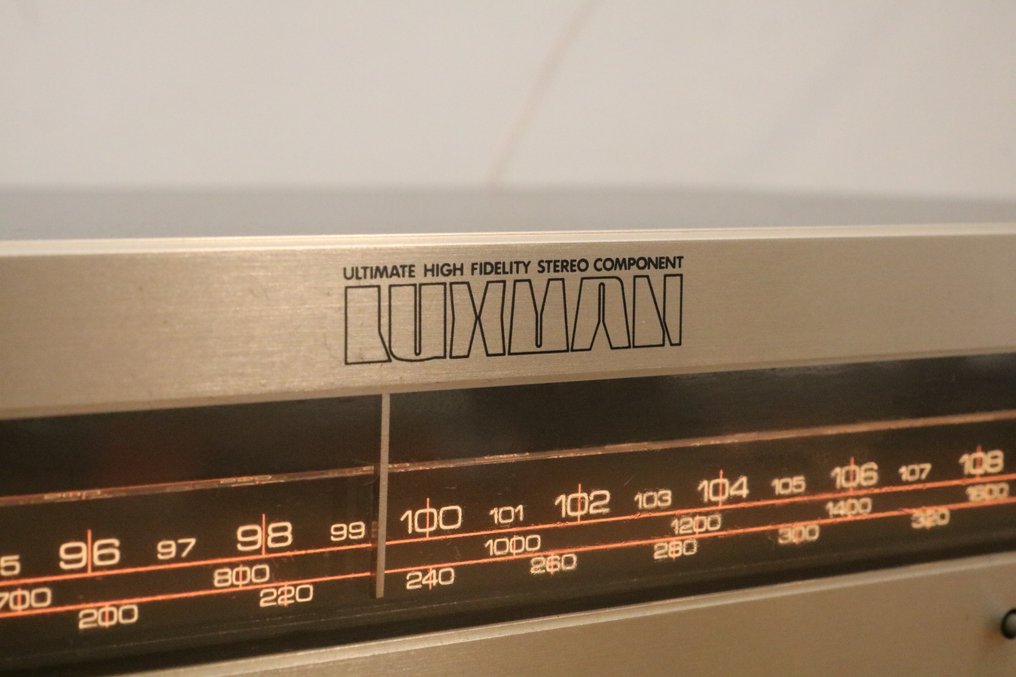 ULTIMATE HIGH FIDELITY STEREO COMPONENT
LUXMAN
96 97 98 99 100 101 102 103 104 105 106 107 108
700 800 1000 1200 1400 1600
200 220 240 260 280 300 320